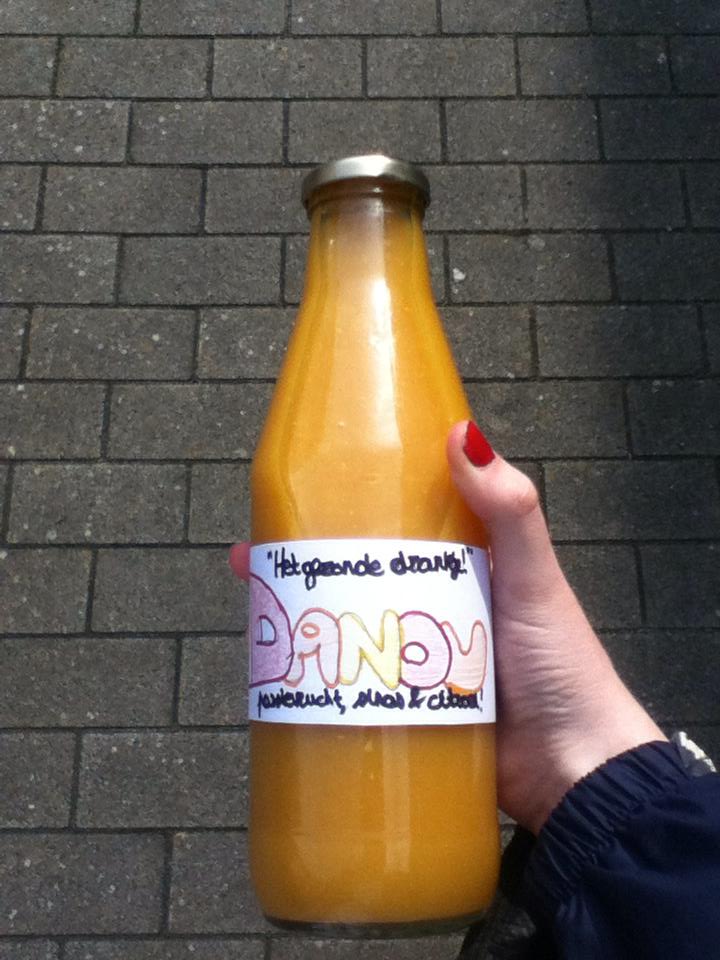 "Het gezonde drankje!"
DANOU
passievrucht, sinas & citroen!